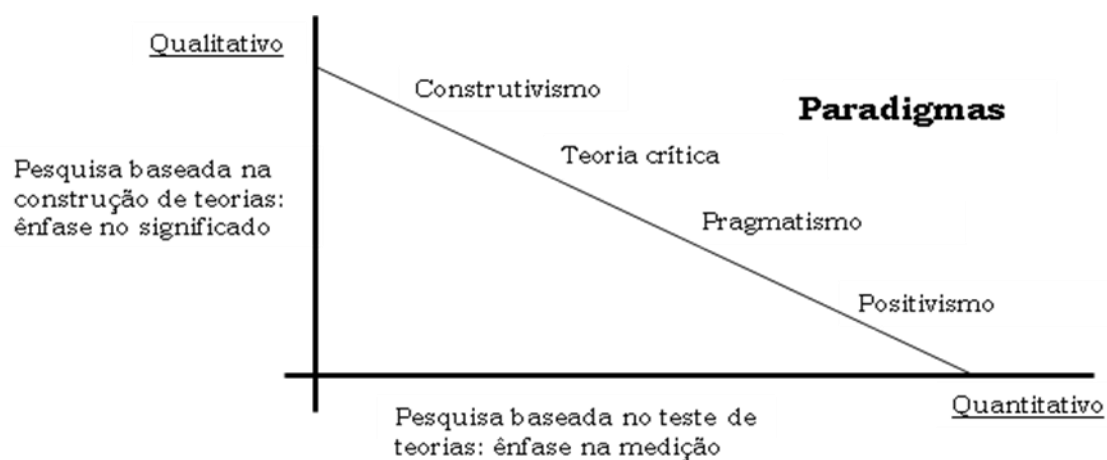 Qualitativo
Construtivismo
Paradigmas
Teoria crítica
Pesquisa baseada na
construção de teorias:
ênfase no significado
Pragmatismo
Positivismo
Quantitativo
Pesquisa baseada no teste de
teorias: ênfase na medição